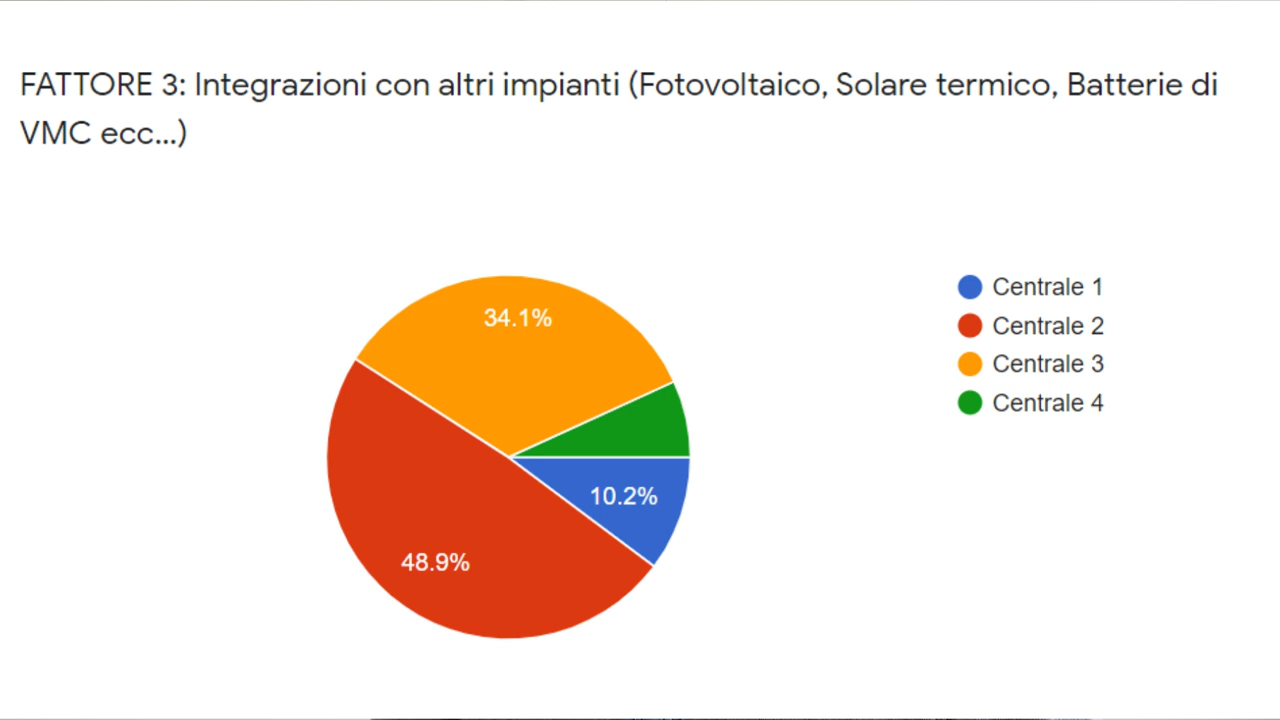 FATTORE 3: Integrazioni con altri impianti (Fotovoltaico, Solare termico, Batterie di
VMC ecc...)
34.1%
10.2%
48.9%
Centrale 1
Centrale 2
Centrale 3
Centrale 4